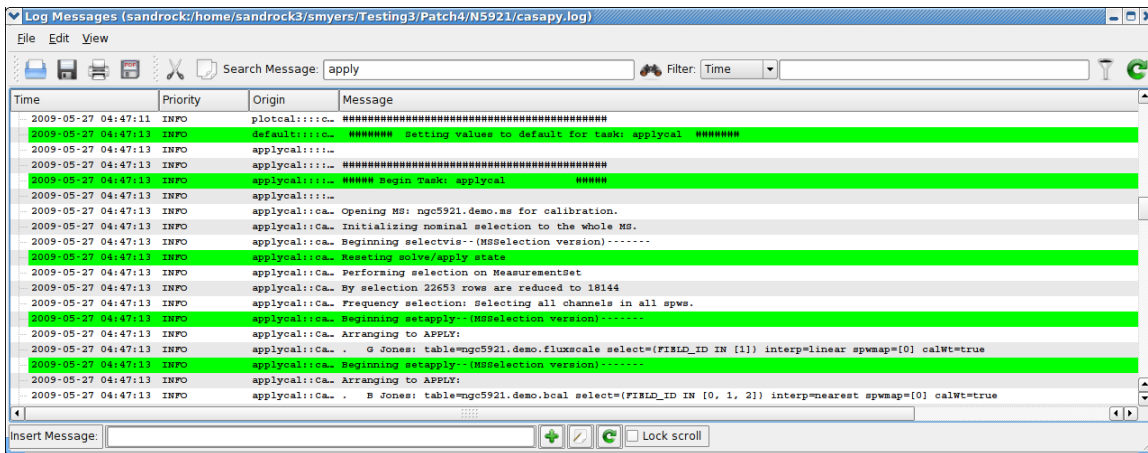 Log Messages (sandrock:/home/sandrock3/smyers/Testing3/Patch4/N5921/casapy.log)
File Edit View
Search Message: apply Filter: Time
Time Priority Origin Message
2009-05-27 04:47:11 INFO plotcal::::c… ##########################################
2009-05-27 04:47:13 INFO default::::c… ####### Setting values to default for task: applycal #######
2009-05-27 04:47:13 INFO applycal::::…
2009-05-27 04:47:13 INFO applycal::::… ##########################################
2009-05-27 04:47:13 INFO applycal::::… ##### Begin Task: applycal #####
2009-05-27 04:47:13 INFO applycal::::…
2009-05-27 04:47:13 INFO applycal::ca… Opening MS: ngc5921.demo.ms for calibration.
2009-05-27 04:47:13 INFO applycal::Ca… Initializing nominal selection to the whole MS.
2009-05-27 04:47:13 INFO applycal::ca… Beginning selectvis--(MSSelection version)-------
2009-05-27 04:47:13 INFO applycal::ca… Reseting solve/apply state
2009-05-27 04:47:13 INFO applycal::Ca… Performing selection on MeasurementSet
2009-05-27 04:47:13 INFO applycal::Ca… By selection 22653 rows are reduced to 18144
2009-05-27 04:47:13 INFO applycal::Ca… Frequency selection: Selecting all channels in all spws.
2009-05-27 04:47:13 INFO applycal::Ca… Beginning setapply--(MSSelection version)-------
2009-05-27 04:47:13 INFO applycal::Ca… Arranging to APPLY:
2009-05-27 04:47:13 INFO applycal::Ca… . G Jones: table=ngc5921.demo.fluxscale select=(FIELD_ID IN [1]) interp=linear spwmap=[0] calWt=true
2009-05-27 04:47:13 INFO applycal::Ca… Beginning setapply--(MSSelection version)-------
2009-05-27 04:47:13 INFO applycal::Ca… Arranging to APPLY:
2009-05-27 04:47:13 INFO applycal::Ca… . B Jones: table=ngc5921.demo.bcal select=(FIELD_ID IN [0, 1, 2]) interp=nearest spwmap=[0] calWt=true
Insert Message: Lock scroll